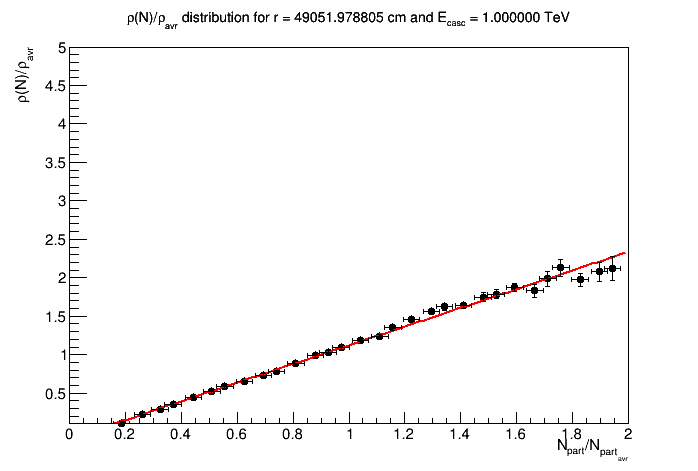 ρ(N)/ρavr distribution for r = 49051.978805 cm and Ecasc = 1.000000 TeV
ρ(N)/ρavr
5
4.5
4
3.5
3
2.5
2
1.5
1
0.5
0 0.2 0.4 0.6 0.8 1 1.2 1.4 1.6 1.8 2
Npart/Npartavr